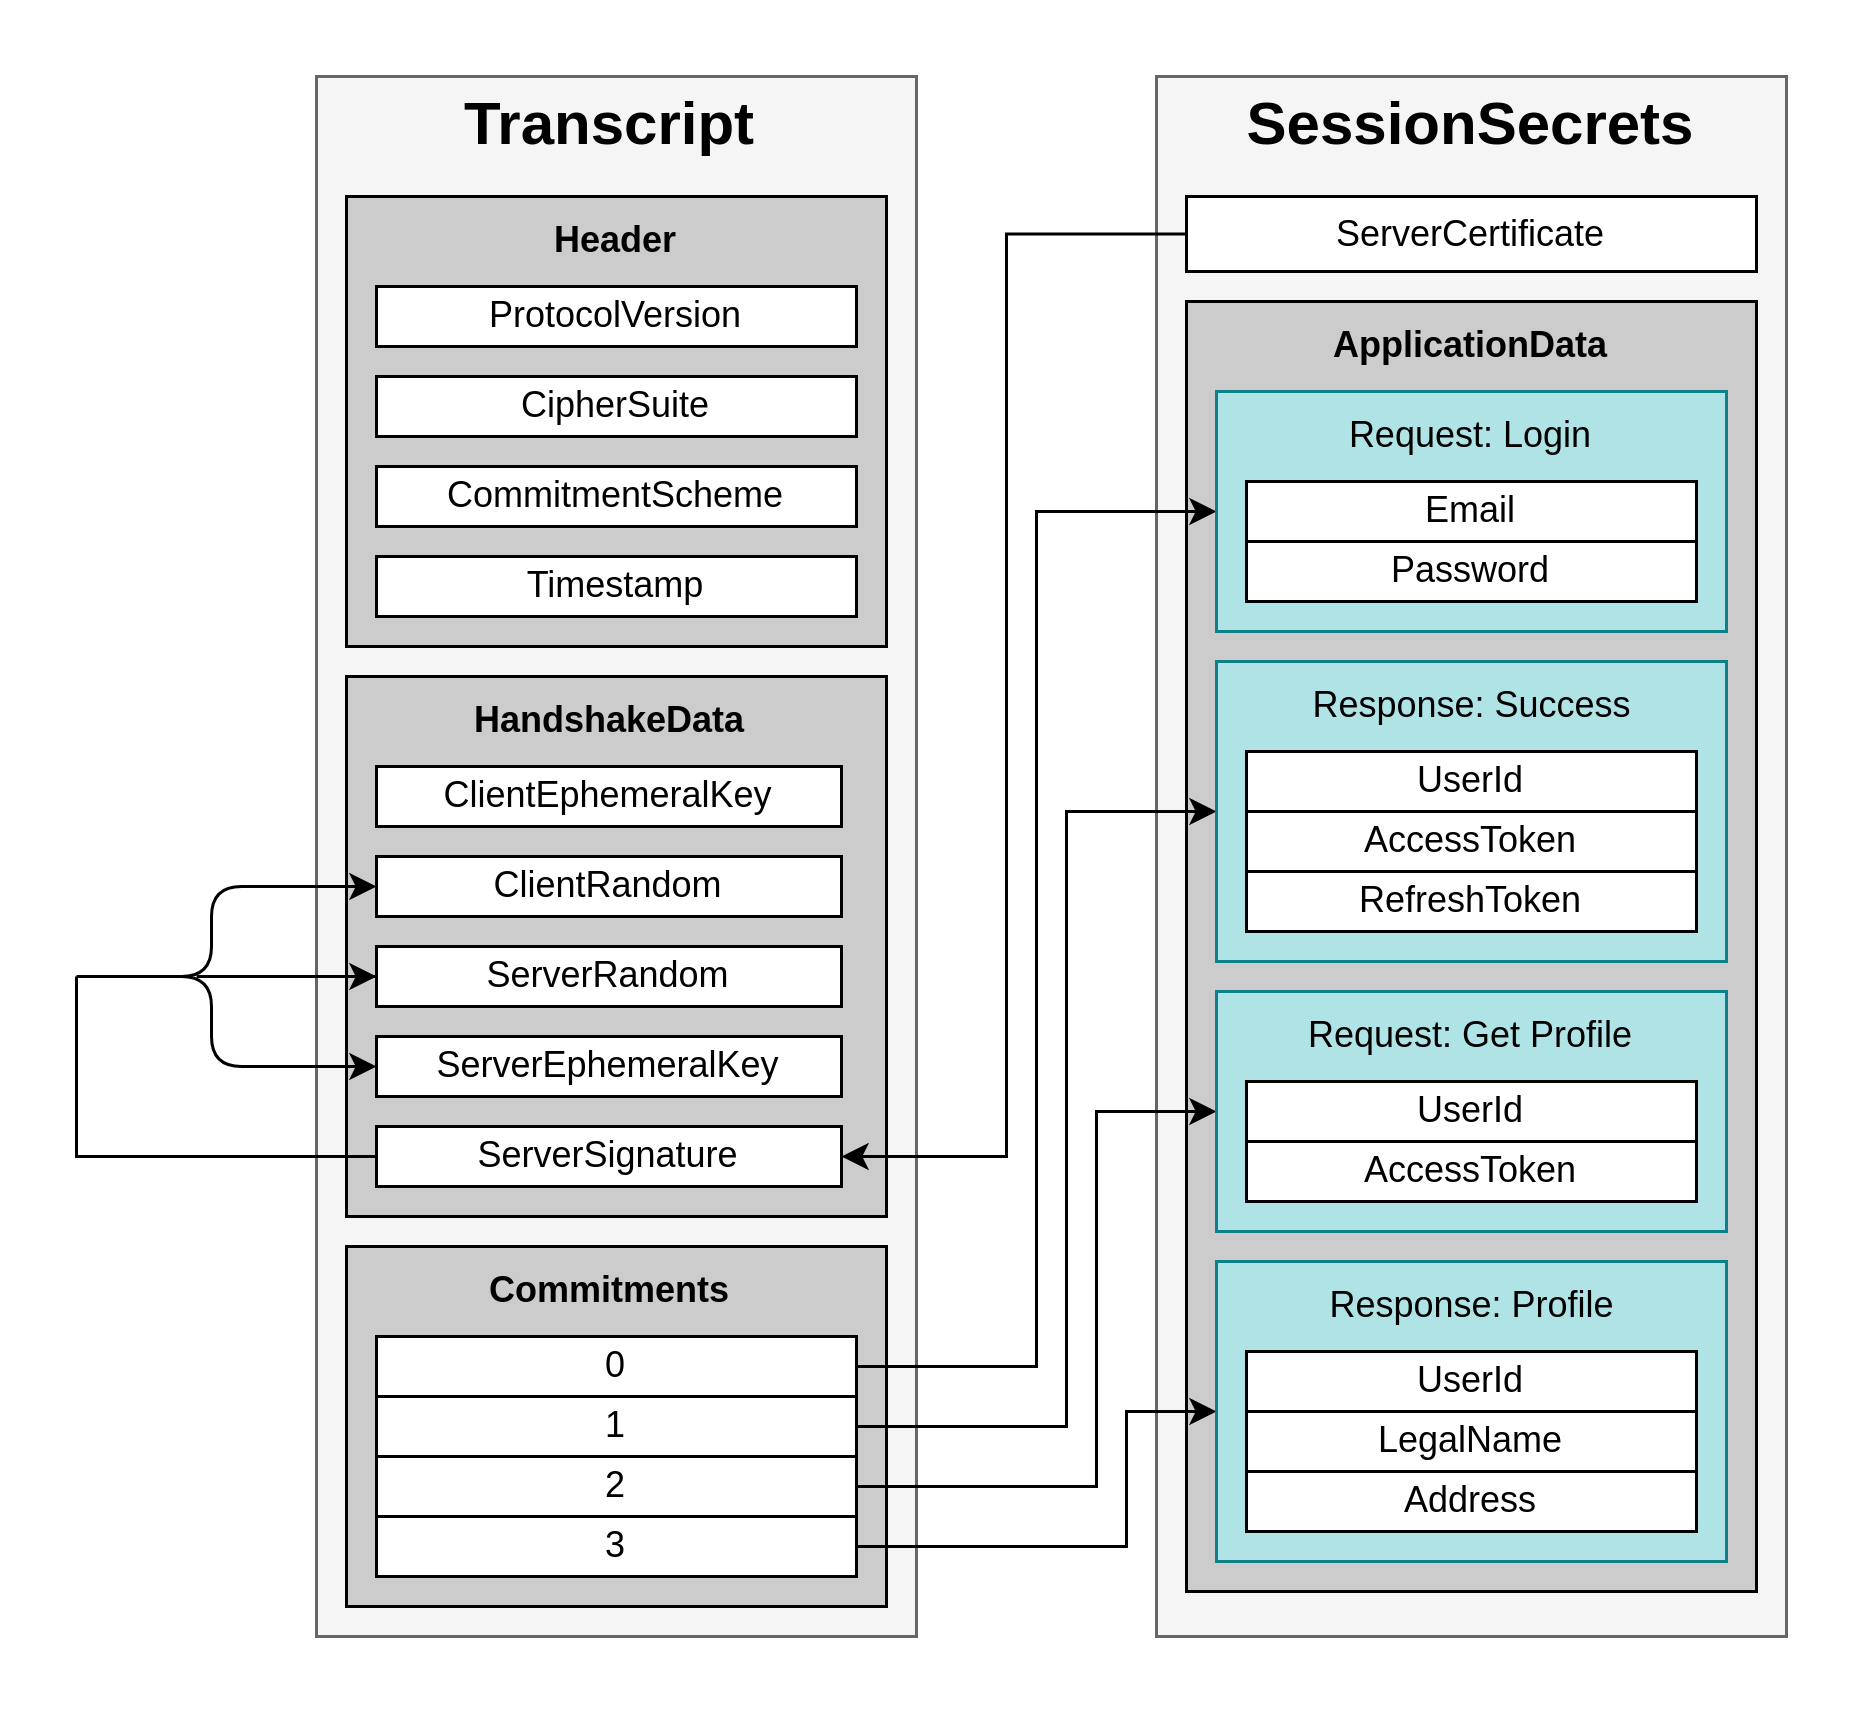 Transcript
Header
ProtocolVersion
CipherSuite
CommitmentScheme
Timestamp
HandshakeData
ClientEphemeralKey
ClientRandom
ServerRandom
ServerEphemeralKey
ServerSignature
Commitments
0
1
2
3
SessionSecrets
ServerCertificate
ApplicationData
Request: Login
Email
Password
Response: Success
UserId
AccessToken
RefreshToken
Request: Get Profile
UserId
AccessToken
Response: Profile
UserId
LegalName
Address